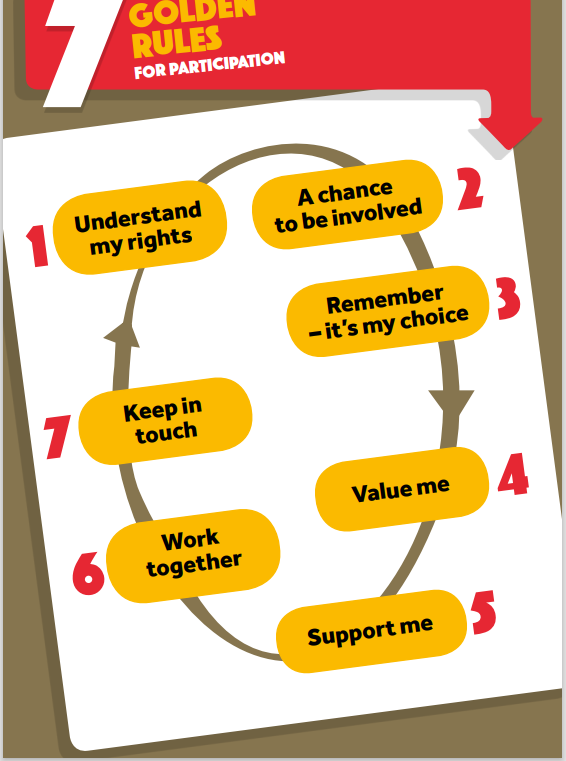 7
GOLDEN
RULES
FOR PARTICIPATION
1
Understand
my rights
2
A chance
to be involved
3
Remember
– it's my choice
4
Value me
5
Support me
6
Work
together
7
Keep in
touch